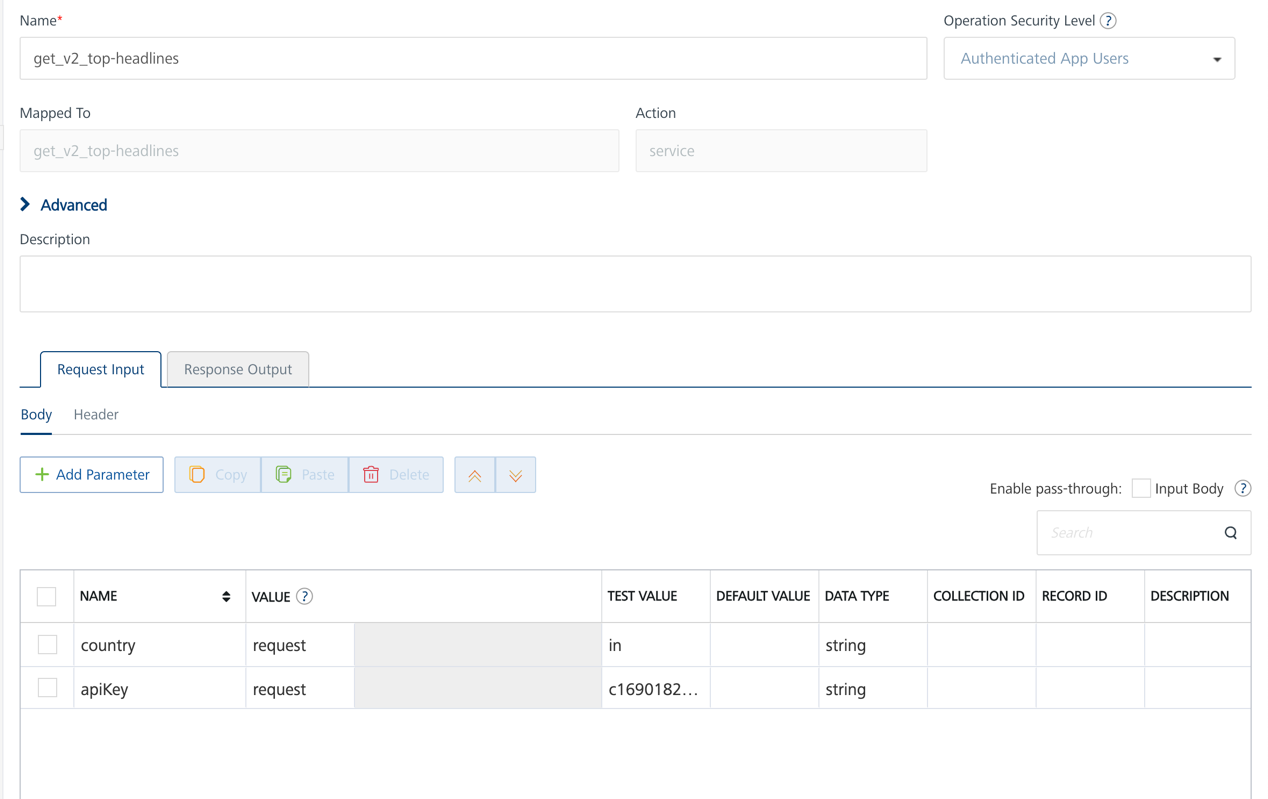 Name*
Operation Security Level ?
get_v2_top-headlines
Authenticated App Users
Mapped To
Action
get_v2_top-headlines
service
Advanced
Description
Request Input
Response Output
Body
Header
+ Add Parameter
Copy
Paste
Delete
Enable pass-through:
Input Body ?
Search
NAME VALUE ? TEST VALUE DEFAULT VALUE DATA TYPE COLLECTION ID RECORD ID DESCRIPTION
country request in string
apiKey request c1690182... string